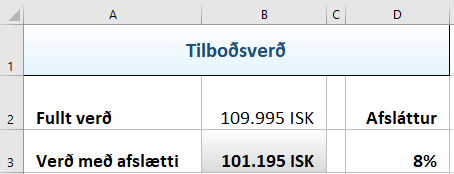 A B C D
1 Tilboðsverð
2 Fullt verð 109.995 ISK Afsláttur
3 Verð með afslætti 101.195 ISK 8%